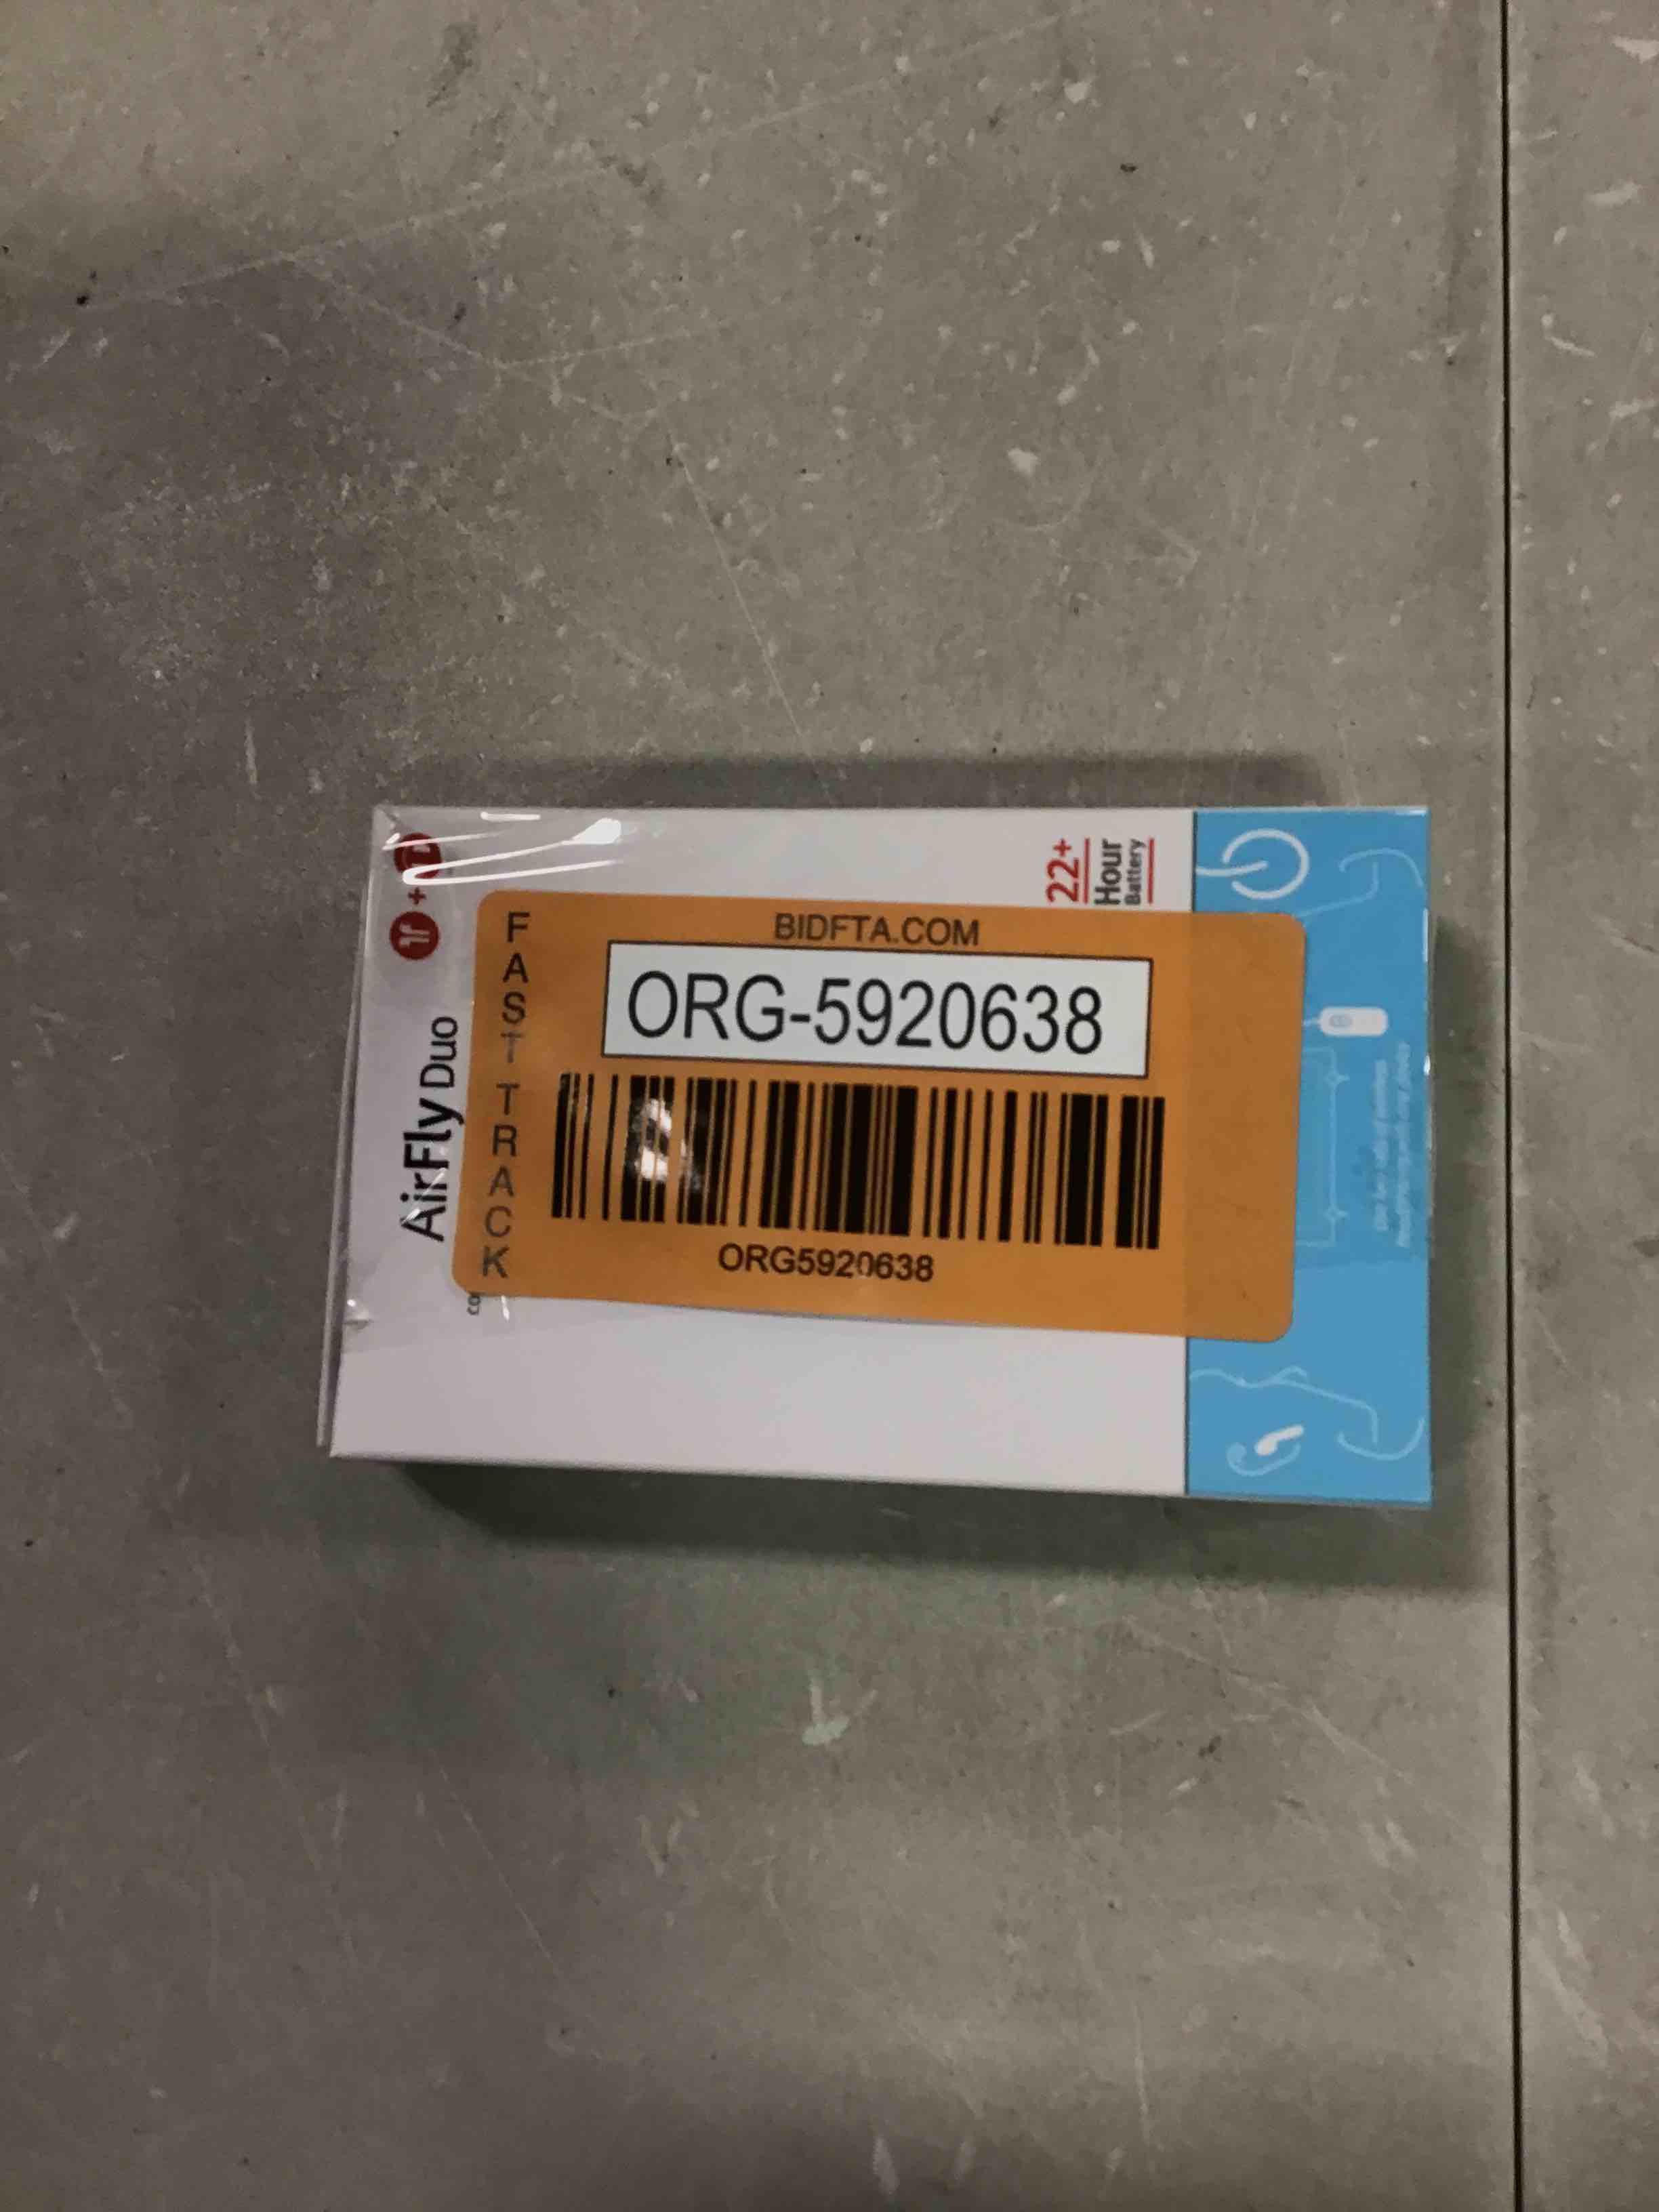 BIDFTA.COM
ORG-5920638
ORG5920638
FAST TRACK
AirFly Duo
22+
Hour
Battery